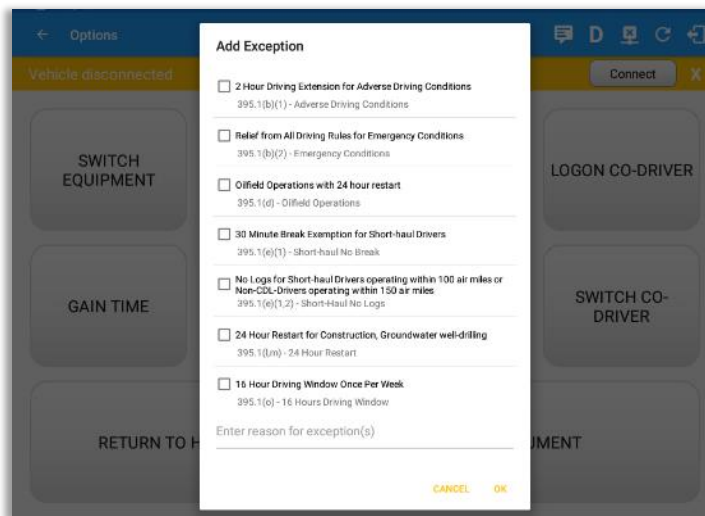 Options
D
Vehicle disconnected
Connect
X
Add Exception
2 Hour Driving Extension for Adverse Driving Conditions
395.1(b)(1) - Adverse Driving Conditions
Relief from All Driving Rules for Emergency Conditions
395.1(b)(2) - Emergency Conditions
Oilfield Operations with 24 hour restart
395.1(d) - Oilfield Operations
30 Minute Break Exemption for Short-haul Drivers
395.1(e)(1) - Short-haul No Break
No Logs for Short-haul Drivers operating within 100 air miles or
Non-CDL-Drivers operating within 150 air miles
395.1(e)(1,2) - Short-Haul No Logs
24 Hour Restart for Construction, Groundwater well-drilling
395.1(l,m) - 24 Hour Restart
16 Hour Driving Window Once Per Week
395.1(o) - 16 Hours Driving Window
Enter reason for exception(s)
CANCEL
OK
SWITCH
EQUIPMENT
LOGON CO-DRIVER
GAIN TIME
SWITCH CO-
DRIVER
RETURN TO H
UMENT